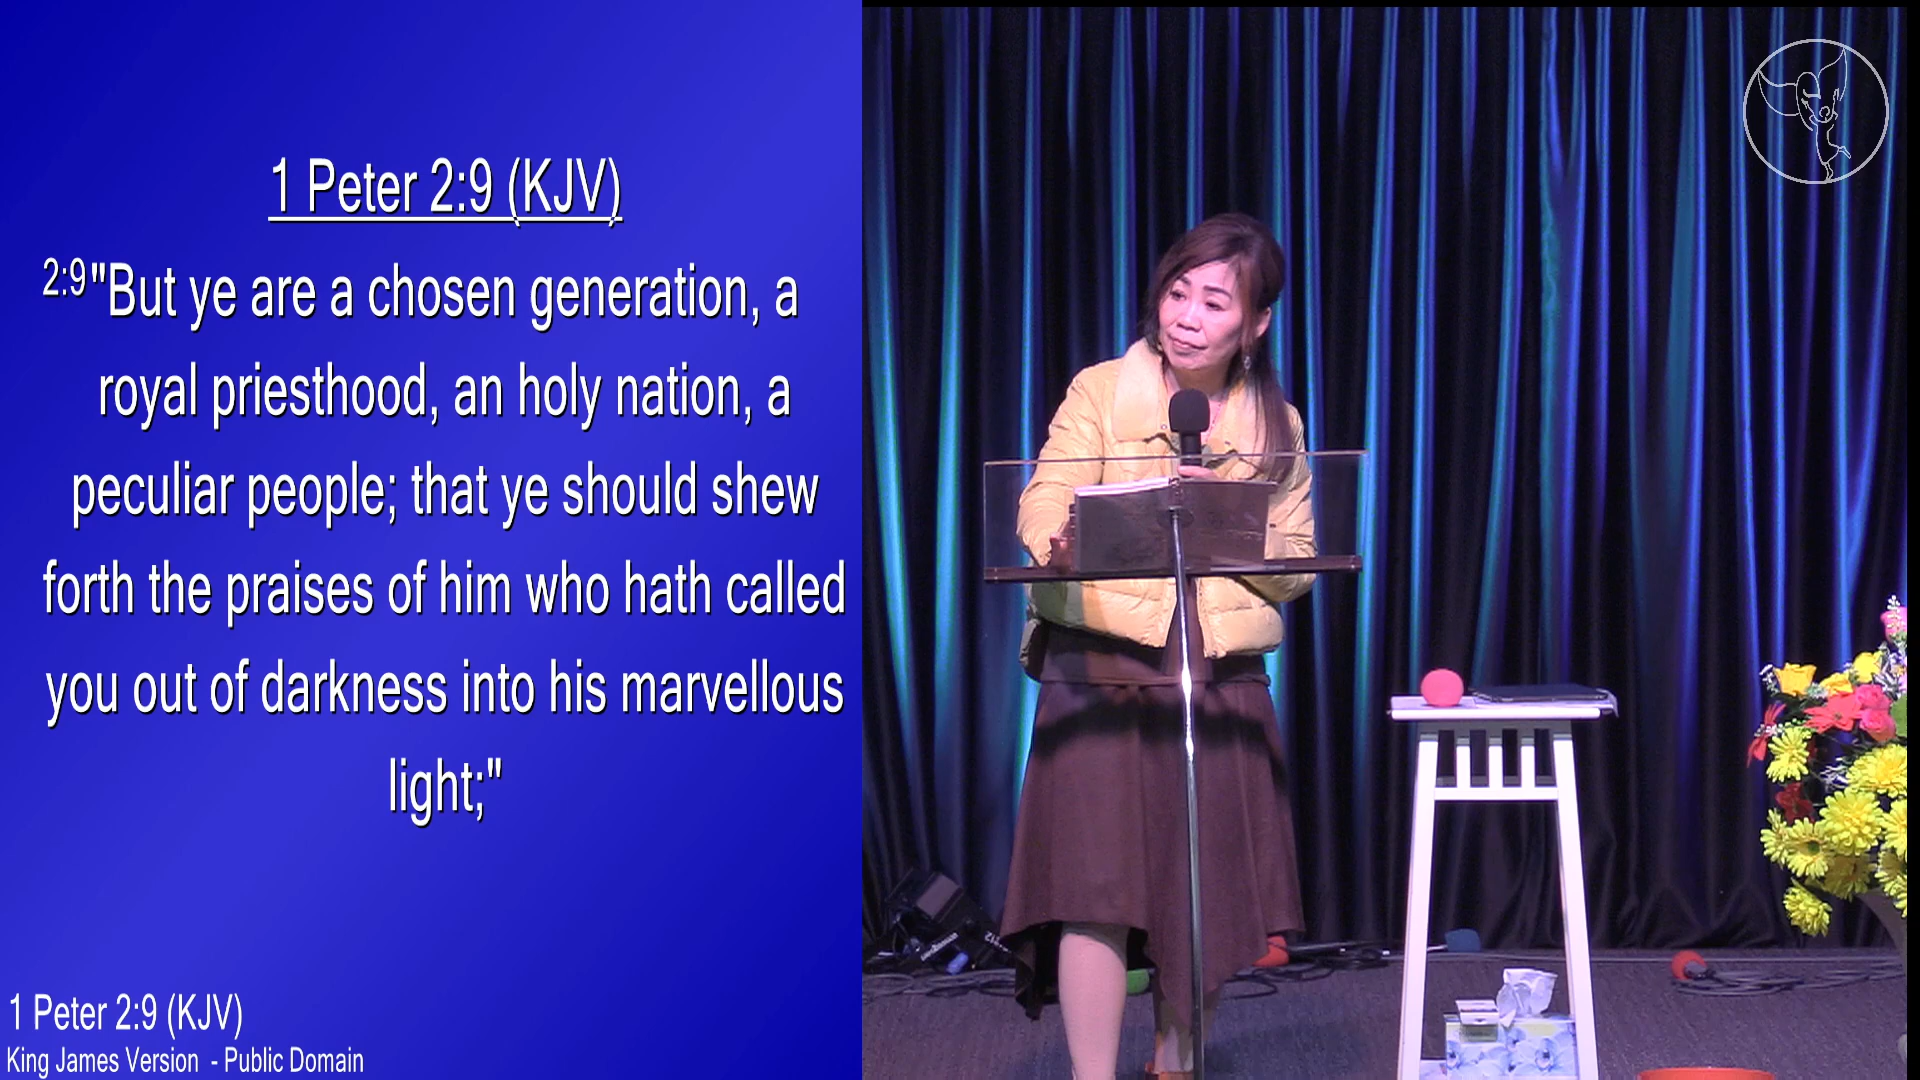 1 Peter 2:9 (KJV)
2:9"But ye are a chosen generation, a
royal priesthood, an holy nation, a
peculiar people; that ye should shew
forth the praises of him who hath called
you out of darkness into his marvellous
light;"
1 Peter 2:9 (KJV)
King James Version - Public Domain